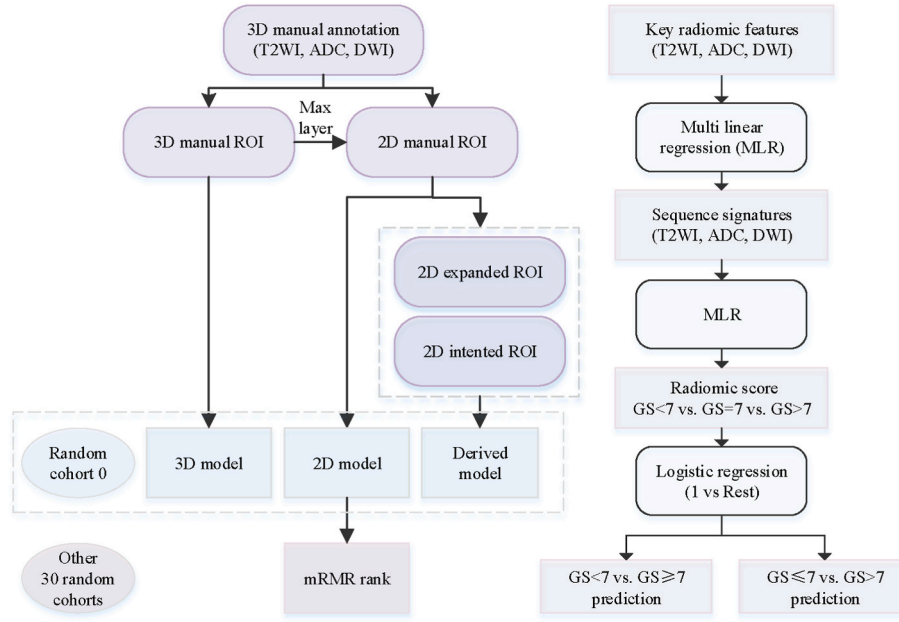 3D manual annotation
(T2WI, ADC, DWI)
Max
layer
3D manual ROI
2D manual ROI
2D expanded ROI
2D intented ROI
Random
cohort 0
3D model
2D model
Derived
model
Other
30 random
cohorts
mRMR rank
Key radiomic features
(T2WI, ADC, DWI)
Multi linear
regression (MLR)
Sequence signatures
(T2WI, ADC, DWI)
MLR
Radiomic score
GS<7 vs. GS=7 vs. GS>7
Logistic regression
(1 vs Rest)
GS<7 vs. GS≥7
prediction
GS≤7 vs. GS>7
prediction